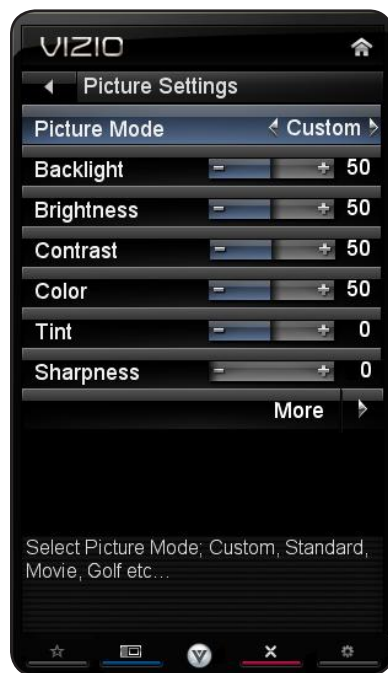 VIZIO
Picture Settings
Picture Mode Custom
Backlight - + 50
Brightness - + 50
Contrast - + 50
Color - + 50
Tint - + 0
Sharpness - + 0
More
Select Picture Mode; Custom, Standard,
Movie, Golf etc...
V